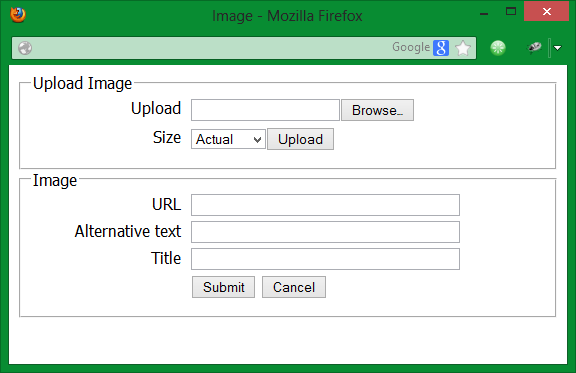 Image - Mozilla Firefox
Google
Upload Image
Upload Browse...
Size Actual Upload
Image
URL
Alternative text
Title
Submit Cancel